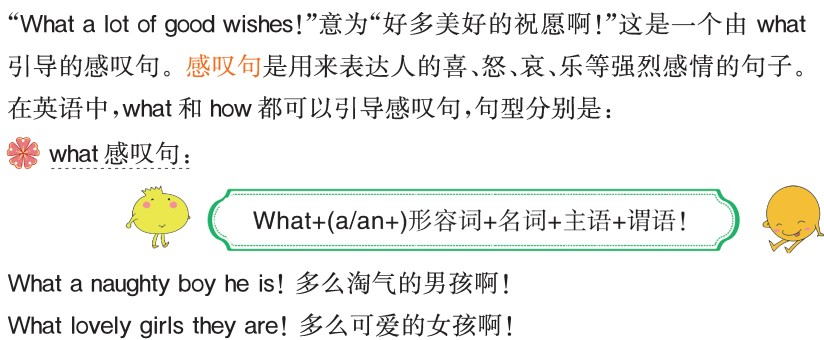 “What a lot of good wishes!”意为“好多美好的祝愿啊!”这是一个由 what
引导的感叹句。感叹句是用来表达人的喜、怒、哀、乐等强烈感情的句子。
在英语中,what 和 how 都可以引导感叹句,句型分别是:
what 感叹句:
What+(a/an+)形容词+名词+主语+谓语!
What a naughty boy he is! 多么淘气的男孩啊!
What lovely girls they are! 多么可爱的女孩啊!